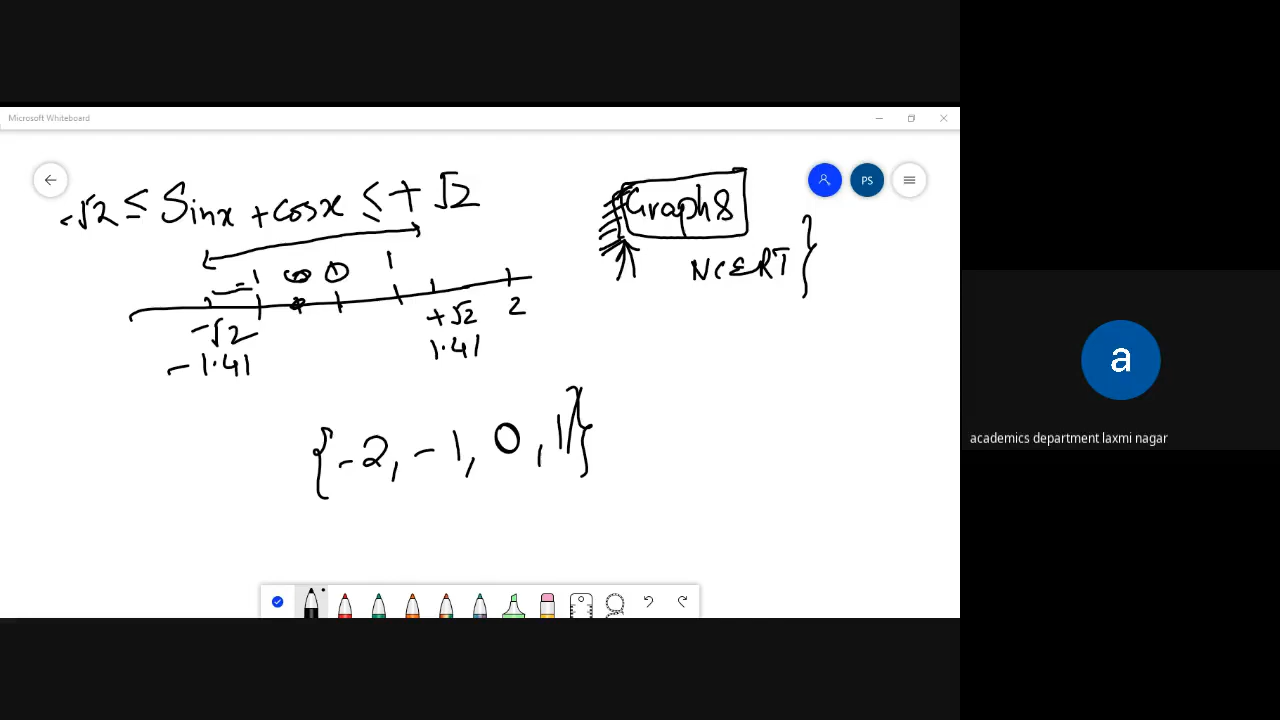 Microsoft Whiteboard
-√2 ≤ Sinx + cosx ≤ + √2
Graphs
NCERT }
PS
-1 0 1
-√2 +√2 2
-1.41 1.41
{-2, -1, 0, 1}
a
academics department laxmi nagar